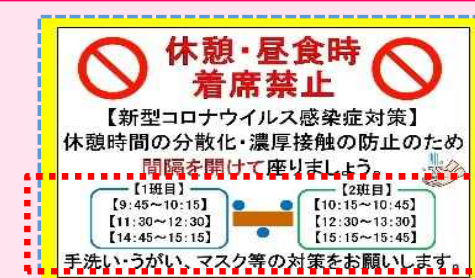 休憩・昼食時
着席禁止
【新型コロナウイルス感染症対策】
休憩時間の分散化・濃厚接触の防止のため
間隔を開けて座りましょう。
【1班目】
【9:45～10:15】
【11:30～12:30】
【14:45～15:15】
【2班目】
【10:15～10:45】
【12:30～13:30】
【15:15～15:45】
手洗い・うがい、マスク等の対策をお願いします。